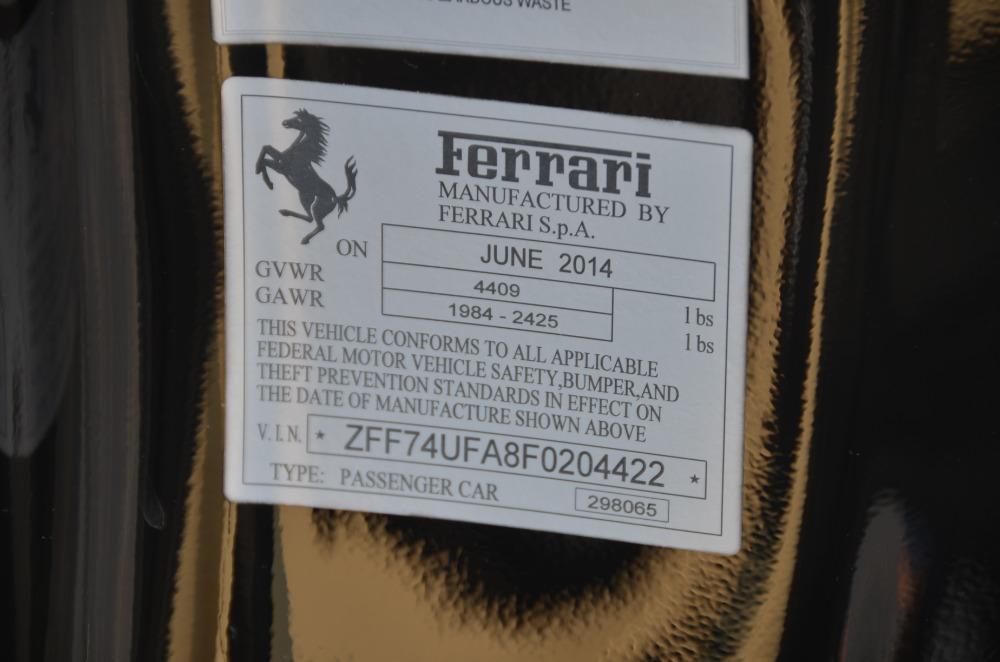 WASTE
Ferrari
MANUFACTURED BY
FERRARI S.p.A.
ON JUNE 2014
GVWR 4409 lbs
GAWR 1984 - 2425 lbs
THIS VEHICLE CONFORMS TO ALL APPLICABLE
FEDERAL MOTOR VEHICLE SAFETY,BUMPER,AND
THEFT PREVENTION STANDARDS IN EFFECT ON
THE DATE OF MANUFACTURE SHOWN ABOVE
V.I.N. * ZFF74UFA8F0204422 *
TYPE: PASSENGER CAR 298065